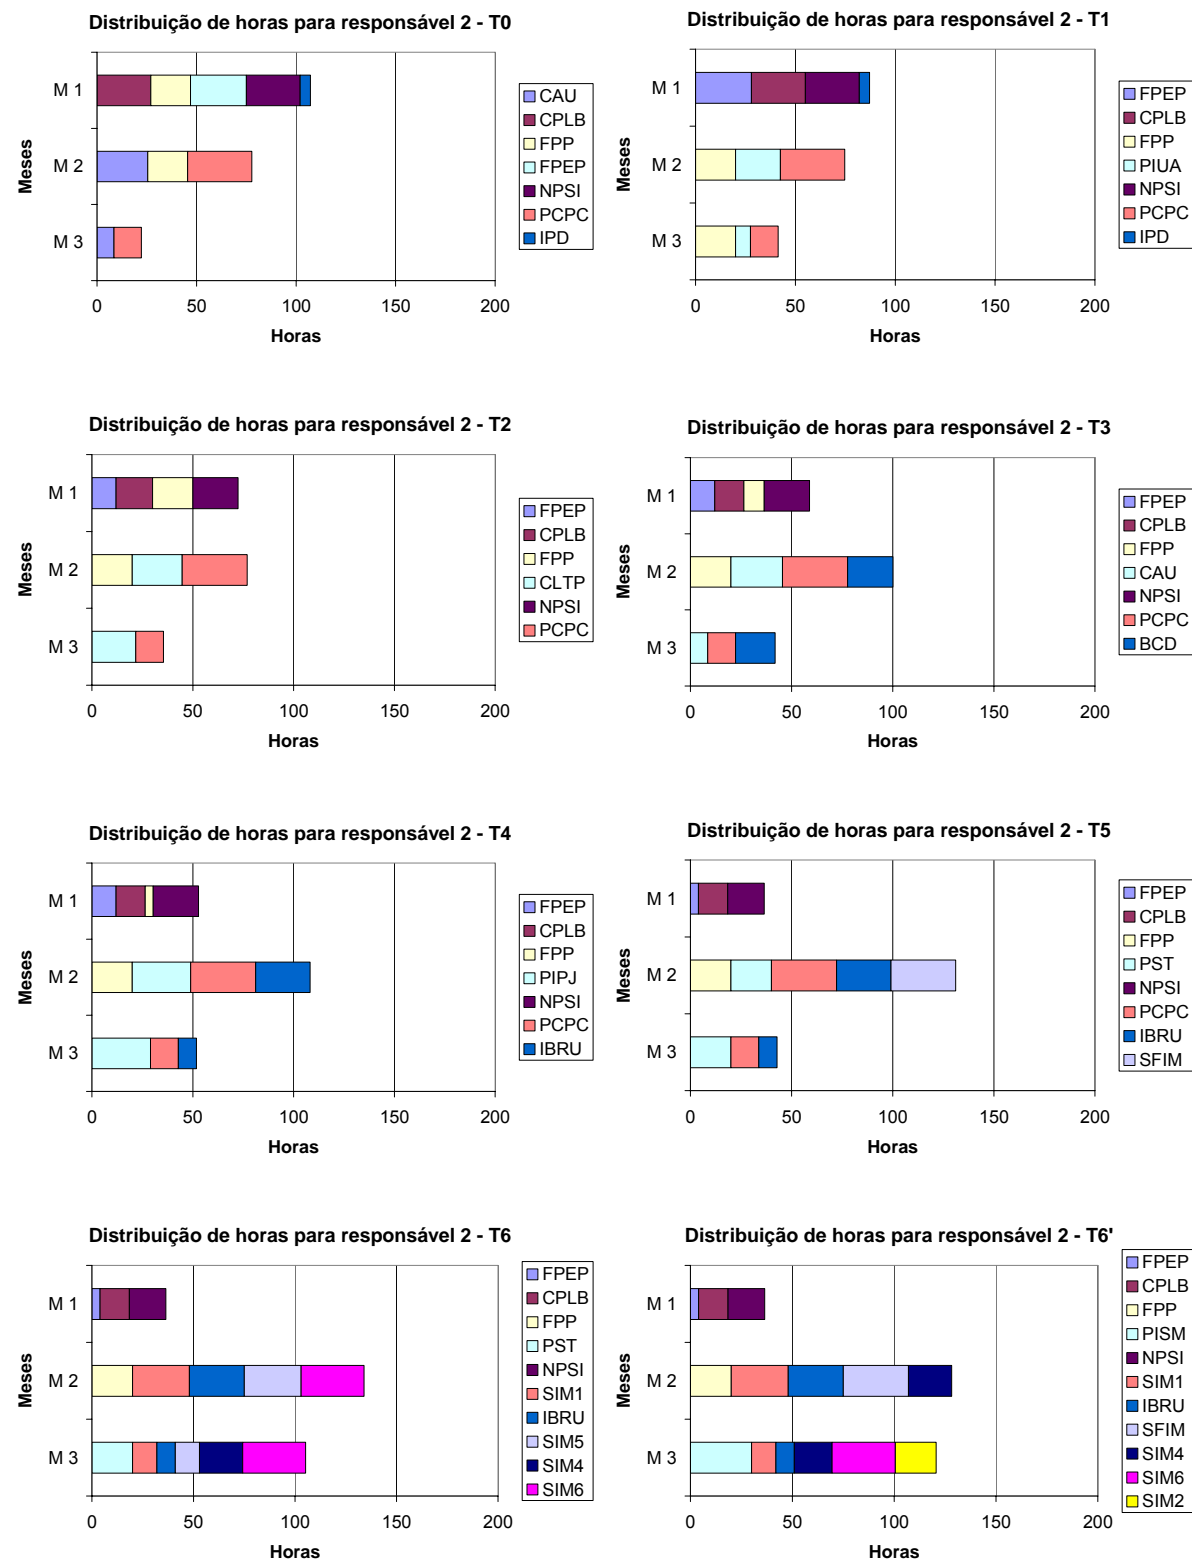 Distribuição de horas para responsável 2 - T0
Meses
M 1
M 2
M 3
0 50 100 150 200
Horas
CAU
CPLB
FPP
FPEP
NPSI
PCPC
IPD
Distribuição de horas para responsável 2 - T1
Meses
M 1
M 2
M 3
0 50 100 150 200
Horas
FPEP
CPLB
FPP
PIUA
NPSI
PCPC
IPD
Distribuição de horas para responsável 2 - T2
Meses
M 1
M 2
M 3
0 50 100 150 200
Horas
FPEP
CPLB
FPP
CLTP
NPSI
PCPC
Distribuição de horas para responsável 2 - T3
Meses
M 1
M 2
M 3
0 50 100 150 200
Horas
FPEP
CPLB
FPP
CAU
NPSI
PCPC
BCD
Distribuição de horas para responsável 2 - T4
Meses
M 1
M 2
M 3
0 50 100 150 200
Horas
FPEP
CPLB
FPP
PIPJ
NPSI
PCPC
IBRU
Distribuição de horas para responsável 2 - T5
Meses
M 1
M 2
M 3
0 50 100 150 200
Horas
FPEP
CPLB
FPP
PST
NPSI
PCPC
IBRU
SFIM
Distribuição de horas para responsável 2 - T6
Meses
M 1
M 2
M 3
0 50 100 150 200
Horas
FPEP
CPLB
FPP
PST
NPSI
SIM1
IBRU
SIM5
SIM4
SIM6
Distribuição de horas para responsável 2 - T6'
Meses
M 1
M 2
M 3
0 50 100 150 200
Horas
FPEP
CPLB
FPP
PISM
NPSI
SIM1
IBRU
SFIM
SIM4
SIM6
SIM2